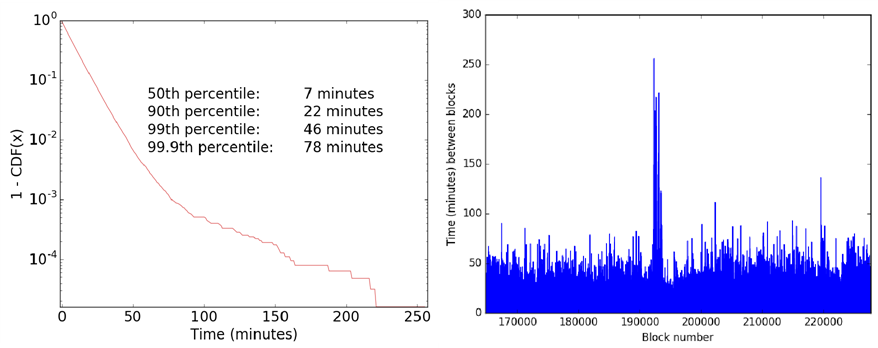 10^0
10^-1
10^-2
10^-3
10^-4
1 - CDF(x)
50th percentile: 7 minutes
90th percentile: 22 minutes
99th percentile: 46 minutes
99.9th percentile: 78 minutes
0 50 100 150 200 250
Time (minutes)
300
250
200
150
100
50
0
Time (minutes) between blocks
170000 180000 190000 200000 210000 220000
Block number